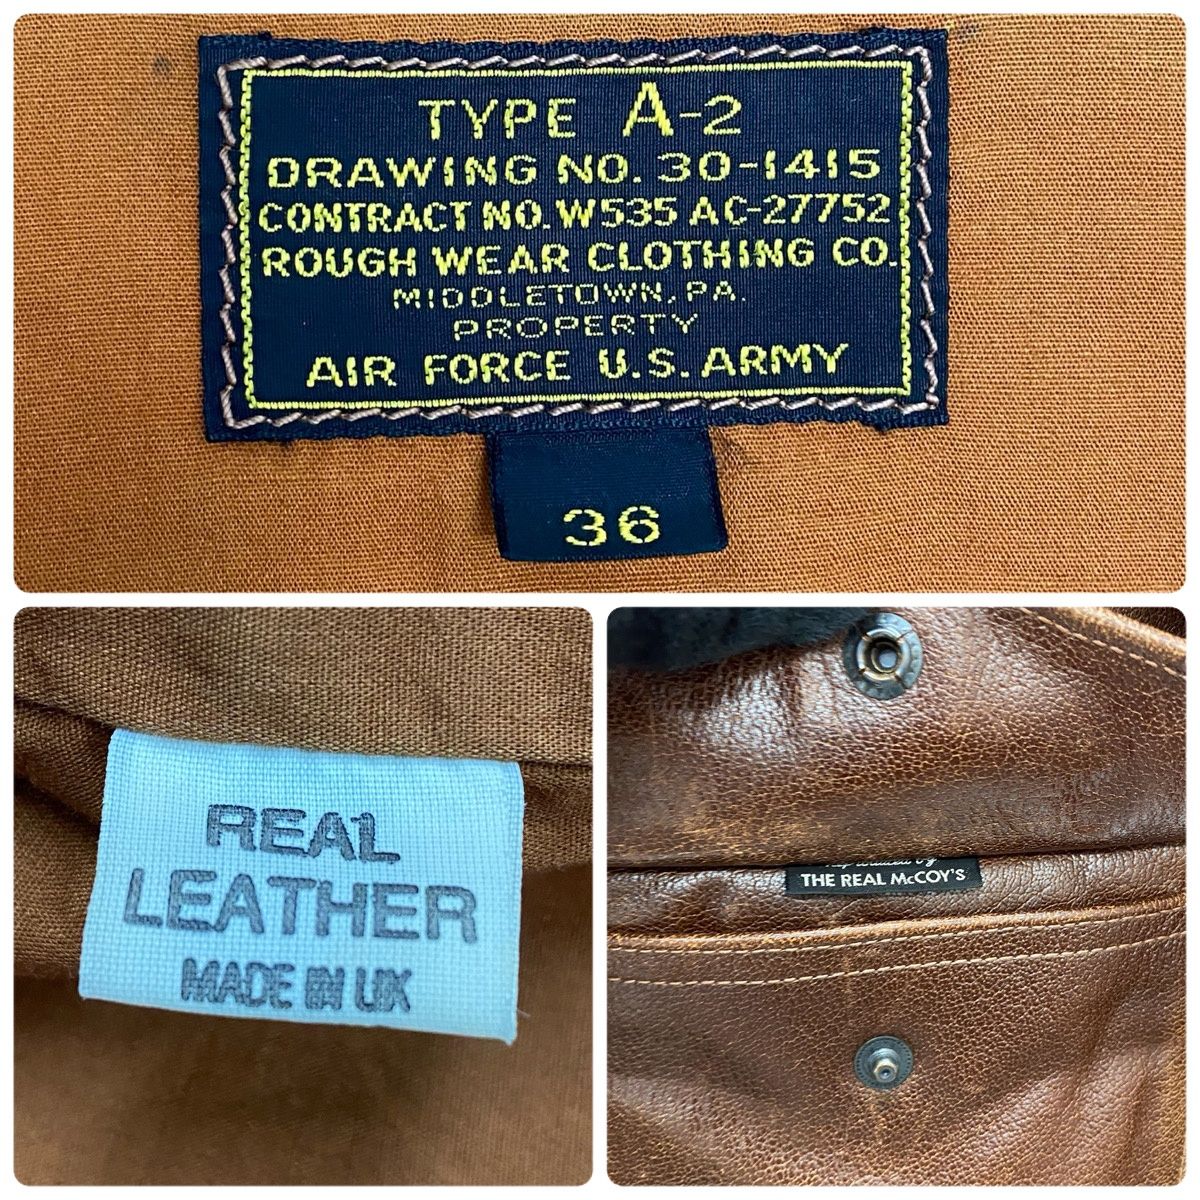 TYPE A-2
DRAWING NO. 30-1415
CONTRACT NO. W535 AC-27752
ROUGH WEAR CLOTHING CO.
MIDDLETOWN, PA.
PROPERTY
AIR FORCE U.S. ARMY
36
REAL
LEATHER
MADE IN UK
by
THE REAL McCOY'S